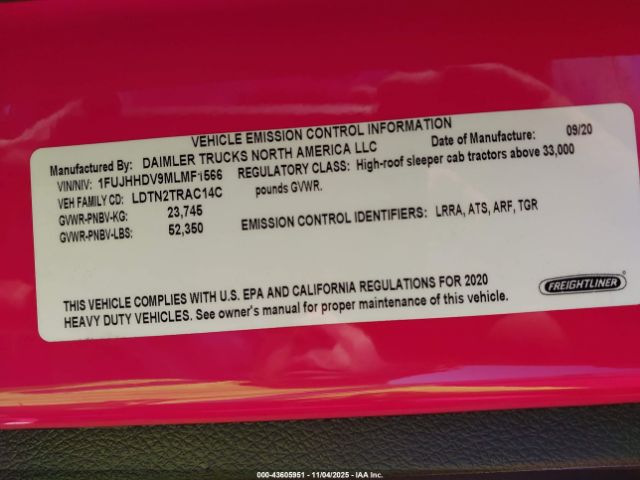 VEHICLE EMISSION CONTROL INFORMATION
Manufactured By: DAIMLER TRUCKS NORTH AMERICA LLC Date of Manufacture: 09/20
VIN/NIV: 1FUJHHDV9MLMF1566 REGULATORY CLASS: High-roof sleeper cab tractors above 33,000
VEH FAMILY CD: LDTN2TRAC14C pounds GVWR.
GVWR-PNBV-KG: 23,745
GVWR-PNBV-LBS: 52,350 EMISSION CONTROL IDENTIFIERS: LRRA, ATS, ARF, TGR
THIS VEHICLE COMPLIES WITH U.S. EPA AND CALIFORNIA REGULATIONS FOR 2020
HEAVY DUTY VEHICLES. See owner's manual for proper maintenance of this vehicle.
FREIGHTLINER
000-43605951 - 11/04/2025 - IAA Inc.